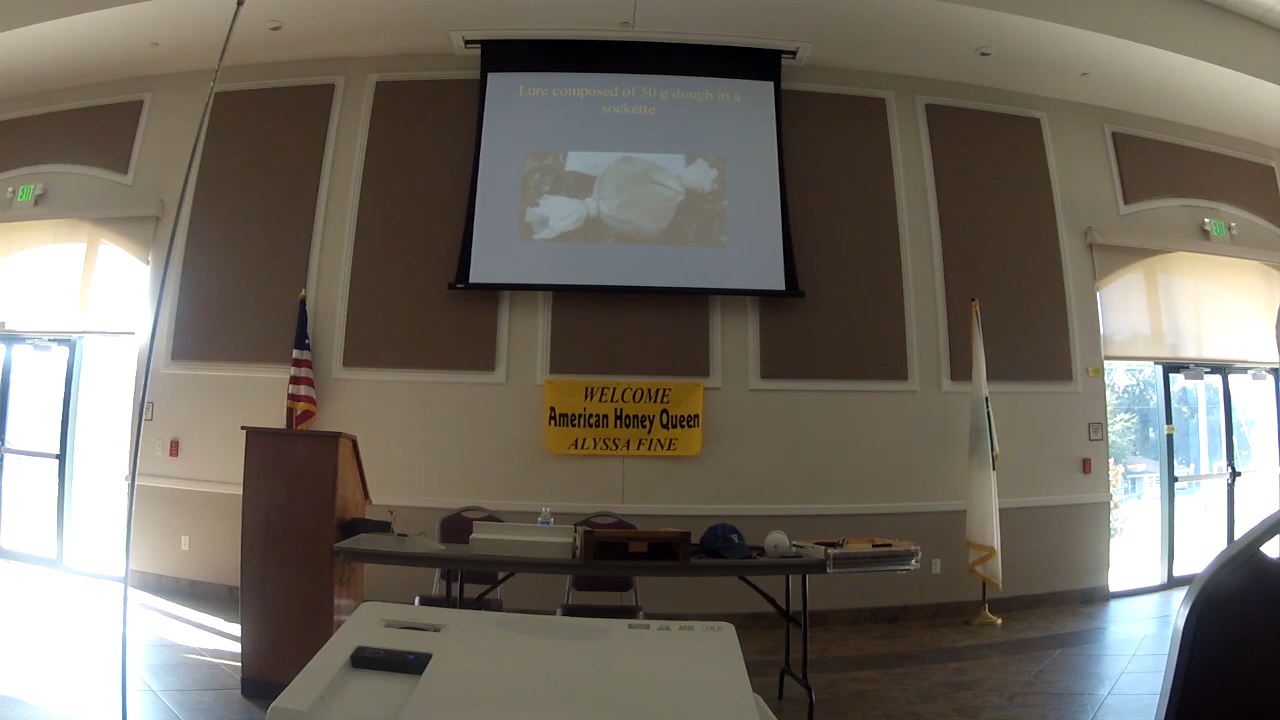 Lure composed of 50 g dough in a
sockette
EXIT
EXIT
WELCOME
American Honey Queen
ALYSSA FINE